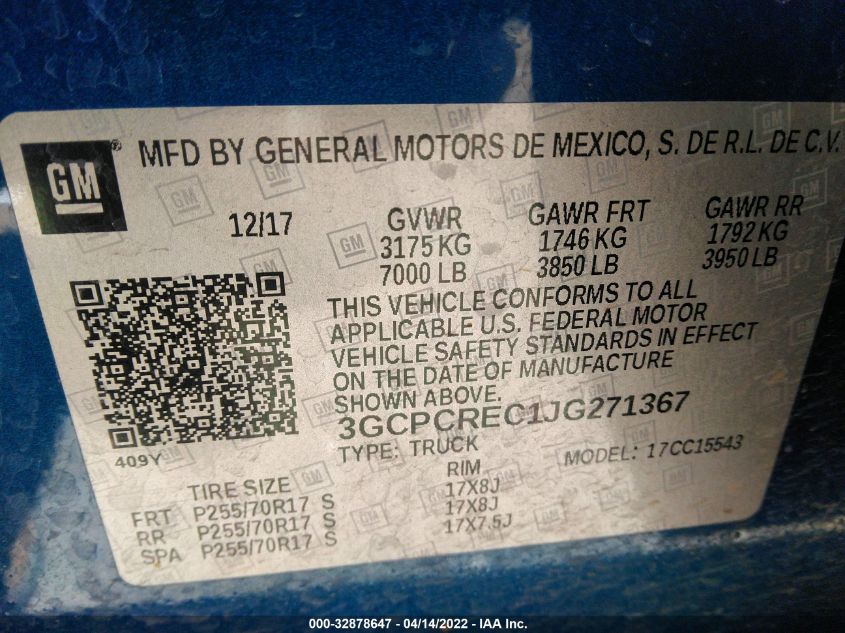 GM® MFD BY GENERAL MOTORS DE MEXICO, S. DE R.L. DE C.V.
12/17 GVWR GAWR FRT GAWR RR
3175 KG 1746 KG 1792 KG
7000 LB 3850 LB 3950 LB
THIS VEHICLE CONFORMS TO ALL
APPLICABLE U.S. FEDERAL MOTOR
VEHICLE SAFETY STANDARDS IN EFFECT
ON THE DATE OF MANUFACTURE
SHOWN ABOVE.
3GCPCREC1JG271367
409Y TYPE: TRUCK MODEL: 17CC15543
TIRE SIZE RIM
FRT P255/70R17 S 17X8J
RR P255/70R17 S 17X8J
SPA P255/70R17 S 17X7.5J
000-32878647 - 04/14/2022 - IAA Inc.